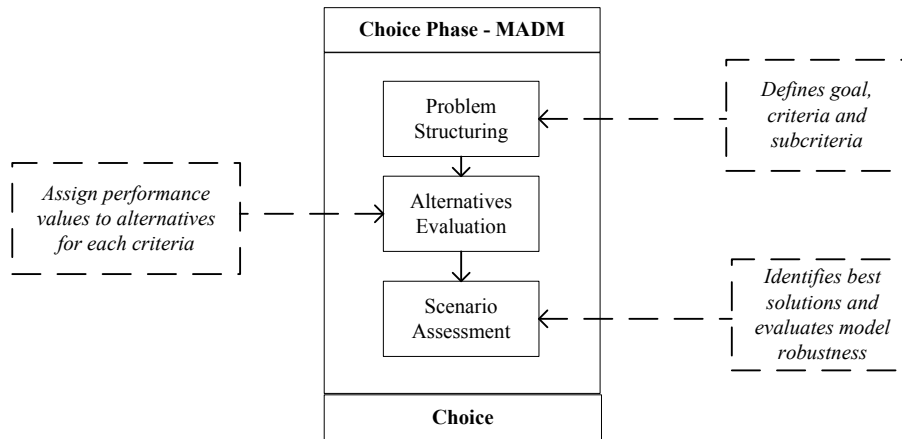 Choice Phase - MADM
Problem
Structuring
Defines goal,
criteria and
subcriteria
Assign performance
values to alternatives
for each criteria
Alternatives
Evaluation
Scenario
Assessment
Identifies best
solutions and
evaluates model
robustness
Choice